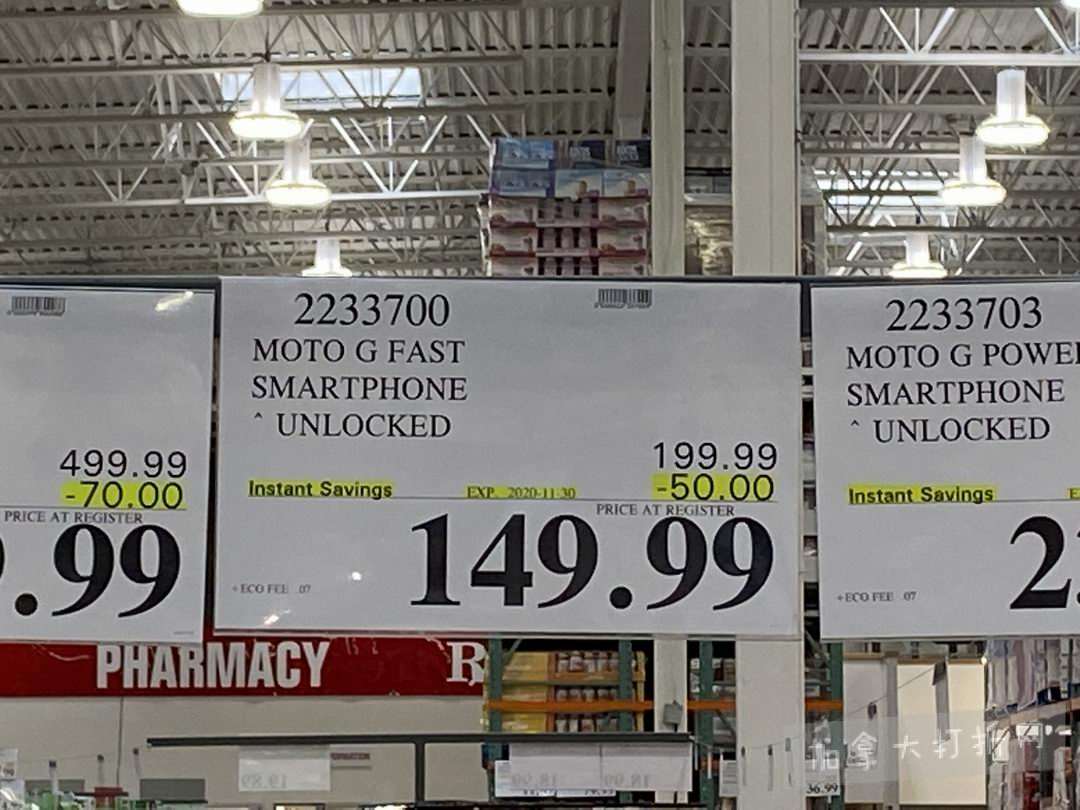 499.99
-70.00
PRICE AT REGISTER
.99
2233700
MOTO G FAST
SMARTPHONE
^ UNLOCKED
199.99
Instant Savings EXP. 2020-11-30 -50.00
PRICE AT REGISTER
149.99
+ECO FEE .07
2233703
MOTO G POWE
SMARTPHONE
^ UNLOCKED
Instant Savings
2
+ECO FEE .07
PHARMACY
加拿大打折